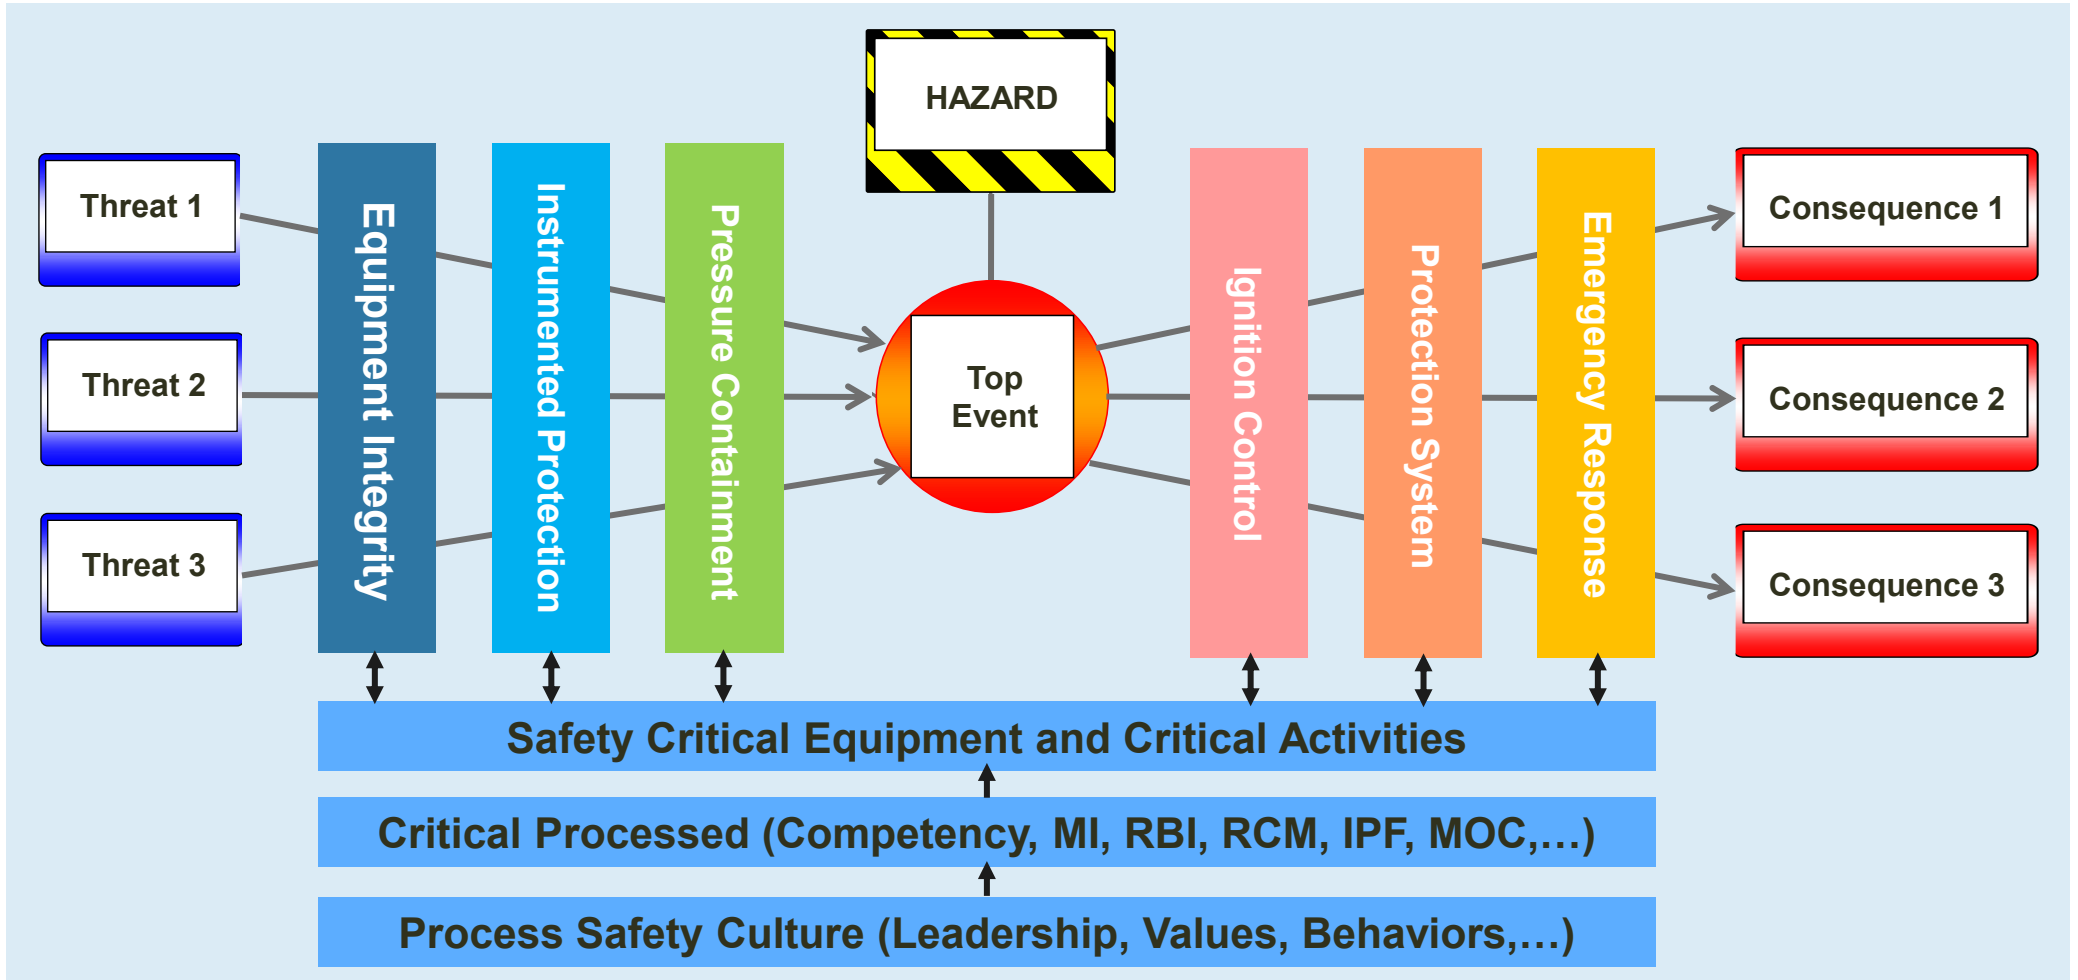 HAZARD
Threat 1
Threat 2
Threat 3
Equipment Integrity
Instrumented Protection
Pressure Containment
Top
Event
Ignition Control
Protection System
Emergency Response
Consequence 1
Consequence 2
Consequence 3
Safety Critical Equipment and Critical Activities
Critical Processed (Competency, MI, RBI, RCM, IPF, MOC,…)
Process Safety Culture (Leadership, Values, Behaviors,…)